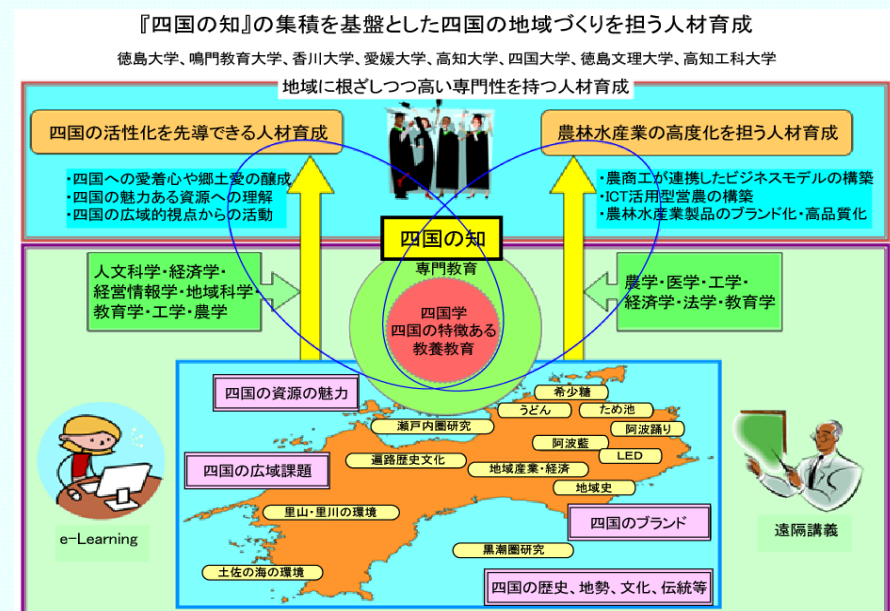 『四国の知』の集積を基盤とした四国の地域づくりを担う人材育成
徳島大学、鳴門教育大学、香川大学、愛媛大学、高知大学、四国大学、徳島文理大学、高知工科大学
地域に根ざしつつ高い専門性を持つ人材育成
四国の活性化を先導できる人材育成
農林水産業の高度化を担う人材育成
・四国への愛着心や郷土愛の醸成
・四国の魅力ある資源への理解
・四国の広域的視点からの活動
・農商工が連携したビジネスモデルの構築
・ICT活用型営農の構築
・農林水産業製品のブランド化・高品質化
四国の知
専門教育
人文科学・経済学・
経営情報学・地域科学・
教育学・工学・農学
農学・医学・工学・
経済学・法学・教育学
四国学
四国の特徴ある
教養教育
四国の資源の魅力
希少糖
うどん
ため池
瀬戸内圏研究
阿波踊り
阿波藍
LED
遍路歴史文化
地域産業・経済
四国の広域課題
地域史
里山・里川の環境
四国のブランド
黒潮圏研究
土佐の海の環境
四国の歴史、地勢、文化、伝統等
e-Learning
遠隔講義